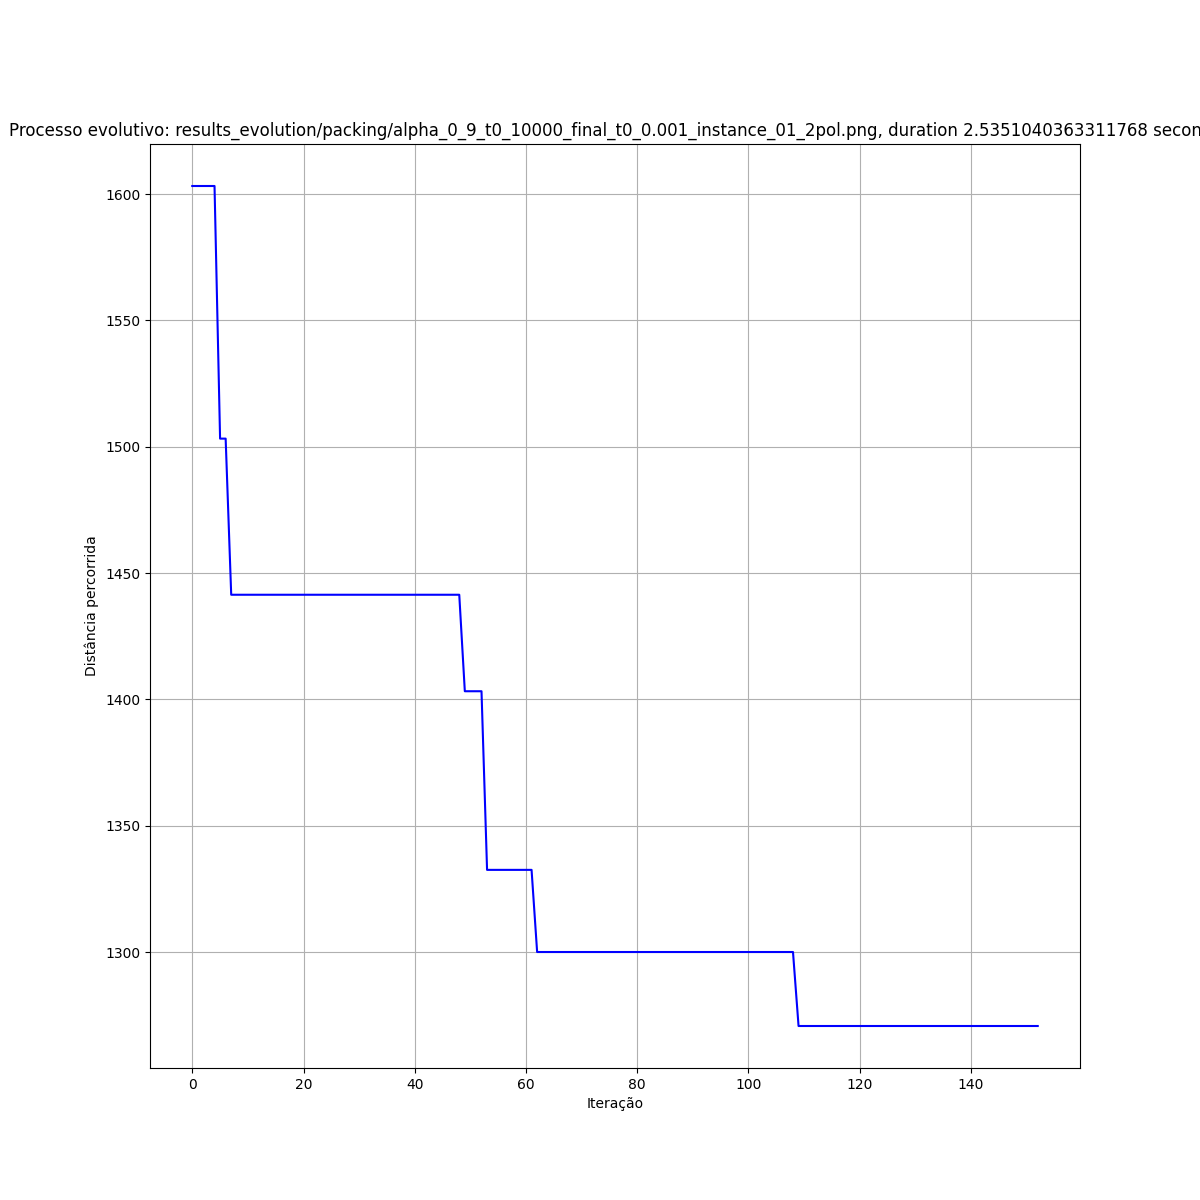 Processo evolutivo: results_evolution/packing/alpha_0_9_t0_10000_final_t0_0.001_instance_01_2pol.png, duration 2.5351040363311768 secon
1600
1550
1500
1450
1400
1350
1300
Distância percorrida
0 20 40 60 80 100 120 140
Iteração